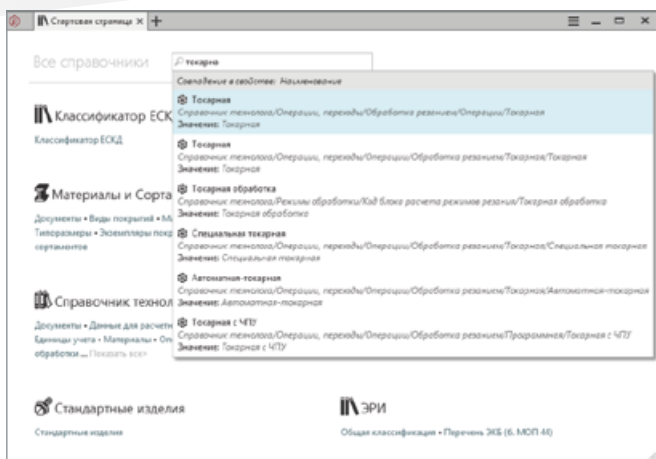 Стартовая страница
Все справочники
токарна
Совпадение в свойстве: Наименование
Токарная
Справочник технолога/Операции, переходы/Обработка резанием/Операции/Токарная
Значение: Токарная
Токарная
Справочник технолога/Операции, переходы/Операции/Обработка резанием/Токарная/Токарная
Значение: Токарная
Токарная обработка
Справочник технолога/Режимы обработки/Код блока расчета режимов резания/Токарная обработка
Значение: Токарная обработка
Специальная токарная
Справочник технолога/Операции, переходы/Операции/Обработка резанием/Токарная/Специальная токарная
Значение: Специальная токарная
Автоматная-токарная
Справочник технолога/Операции, переходы/Операции/Обработка резанием/Токарная/Автоматная-токарная
Значение: Автоматная-токарная
Токарная с ЧПУ
Справочник технолога/Операции, переходы/Операции/Обработка резанием/Программная/Токарная с ЧПУ
Значение: Токарная с ЧПУ
Классификатор ЕСК
Классификатор ЕСКД
Материалы и Сорта
Документы • Виды покрытий • М
Типоразмеры • Экземпляры покр
сортаментов
Справочник технол
Документы • Данные для расчетн
Единицы учета • Материалы • Оп
обработки ... Показать все>
Стандартные изделия
Стандартные изделия
ЭРИ
Общая классификация • Перечень ЭКБ (6. МОП 44)